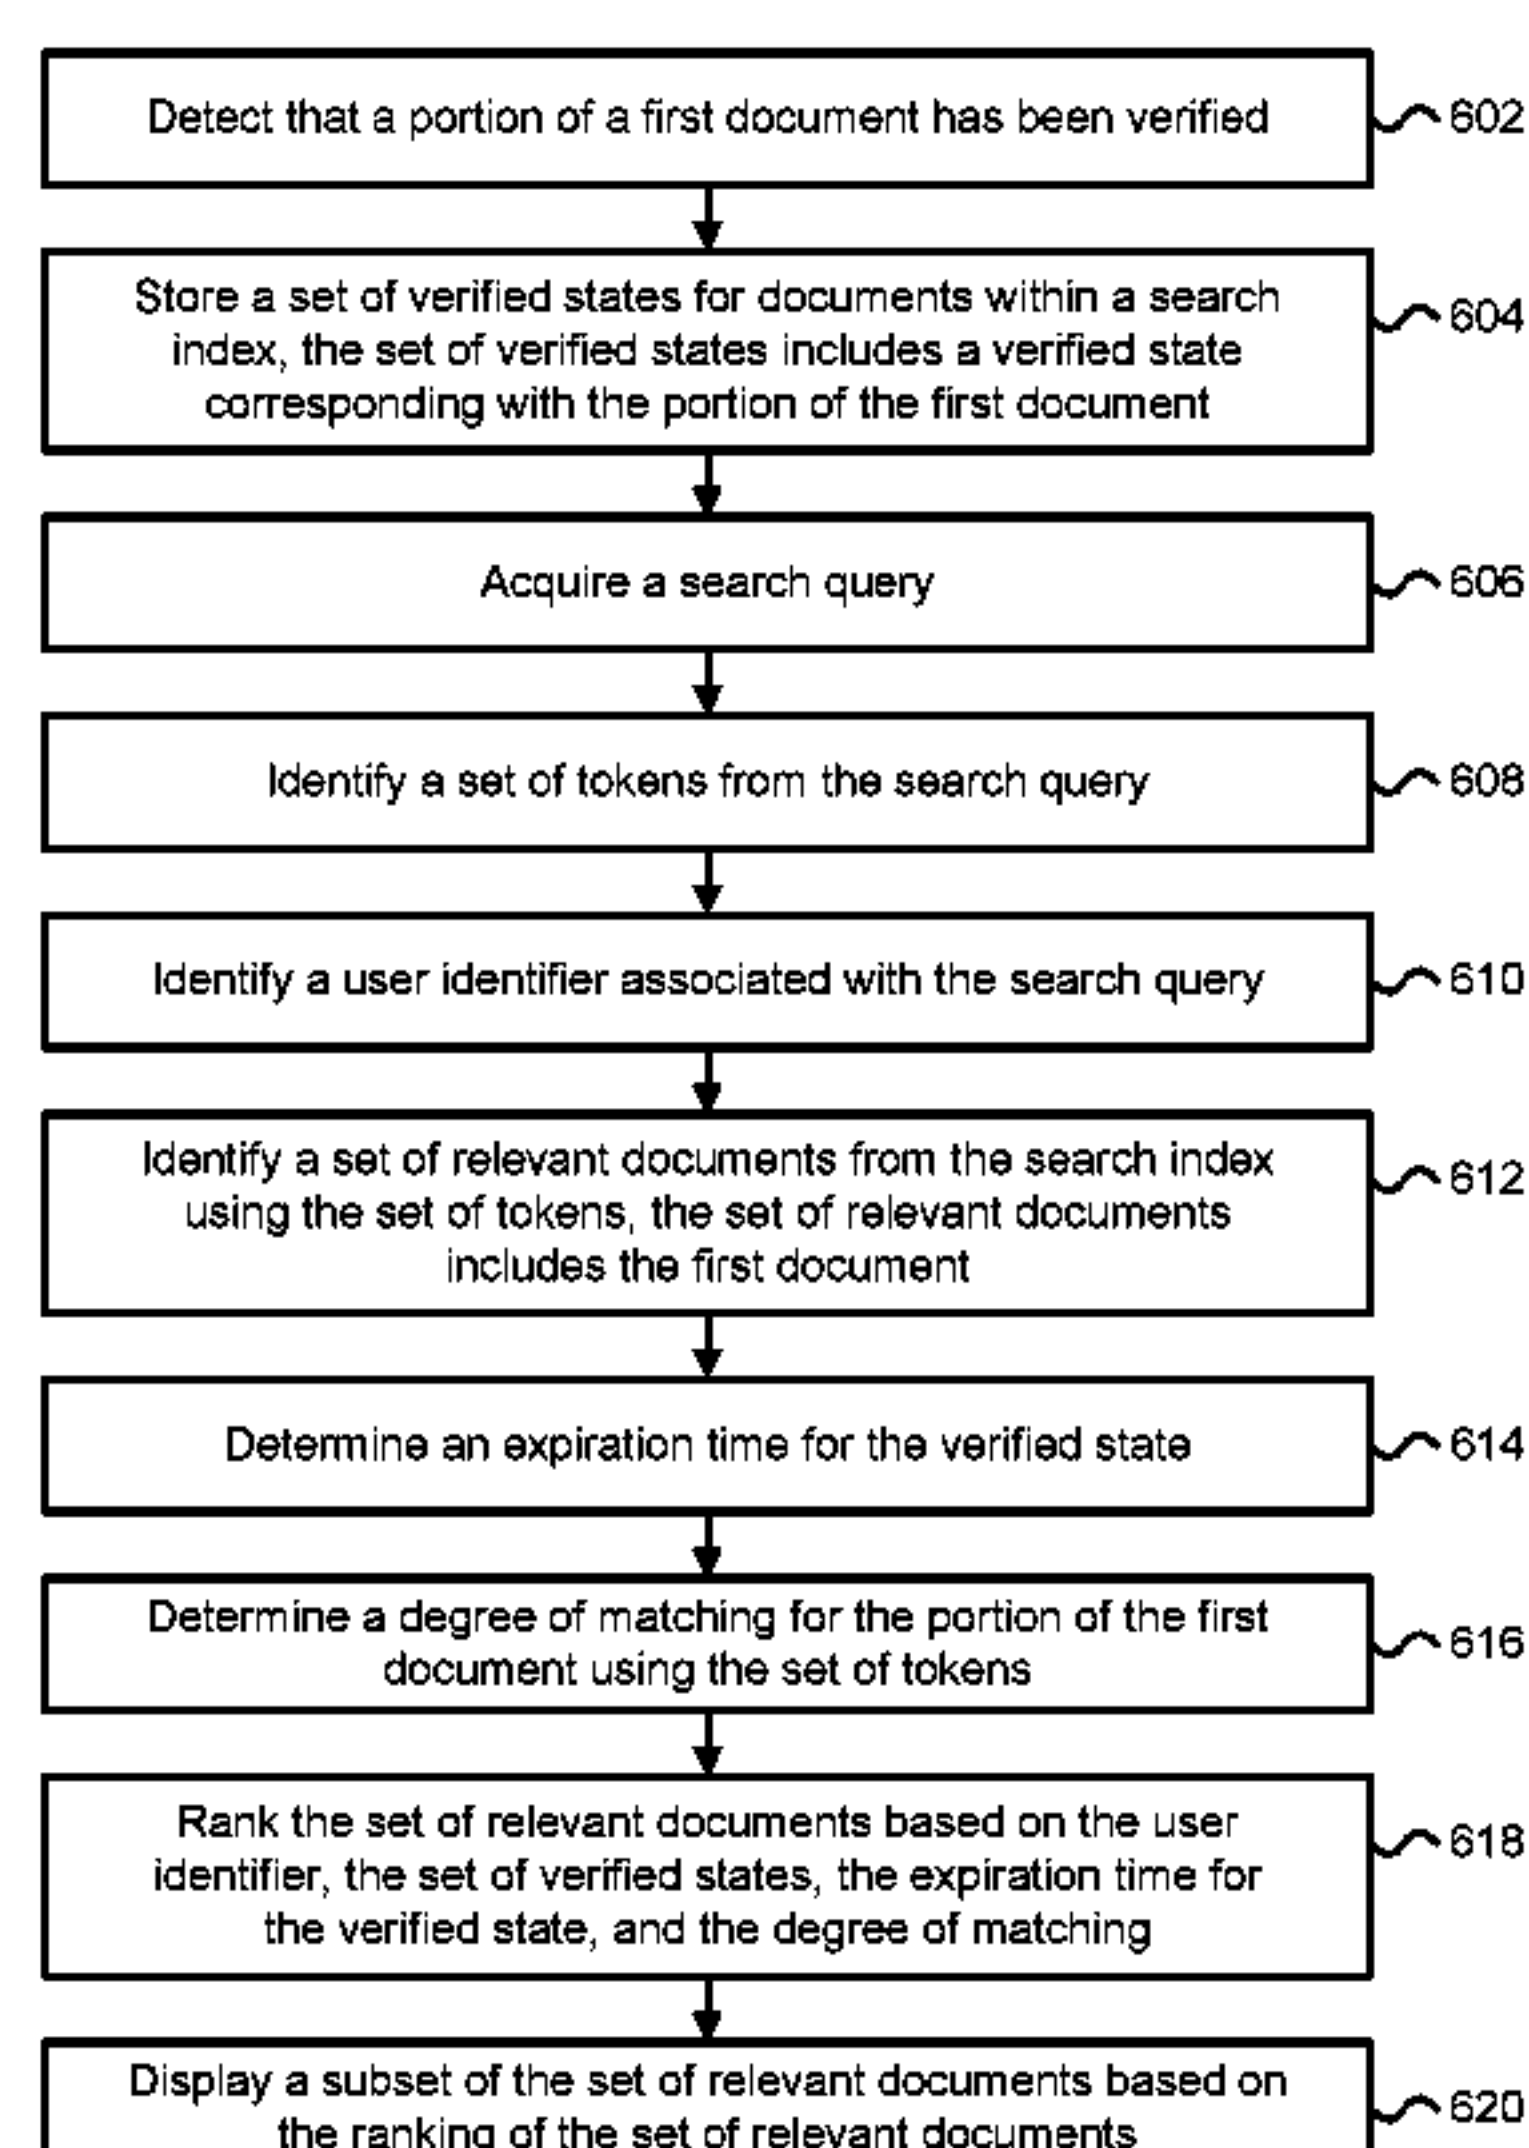 Detect that a portion of a first document has been verified
602
Store a set of verified states for documents within a search
index, the set of verified states includes a verified state
corresponding with the portion of the first document
604
Acquire a search query
606
Identify a set of tokens from the search query
608
Identify a user identifier associated with the search query
610
Identify a set of relevant documents from the search index
using the set of tokens, the set of relevant documents
includes the first document
612
Determine an expiration time for the verified state
614
Determine a degree of matching for the portion of the first
document using the set of tokens
616
Rank the set of relevant documents based on the user
identifier, the set of verified states, the expiration time for
the verified state, and the degree of matching
618
Display a subset of the set of relevant documents based on
the ranking of the set of relevant documents
620